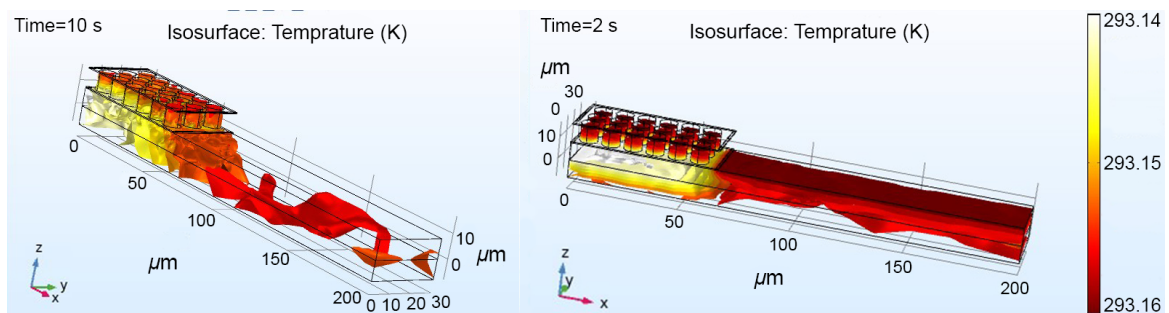 Time=10 s
Isosurface: Temprature (K)
0
50
100
150
200
µm
0 10 20 30
10
0
µm
z
y
x
Time=2 s
Isosurface: Temprature (K)
µm
30
0
10
0
0
50
100
150
200
µm
z
y
x
293.14
293.15
293.16